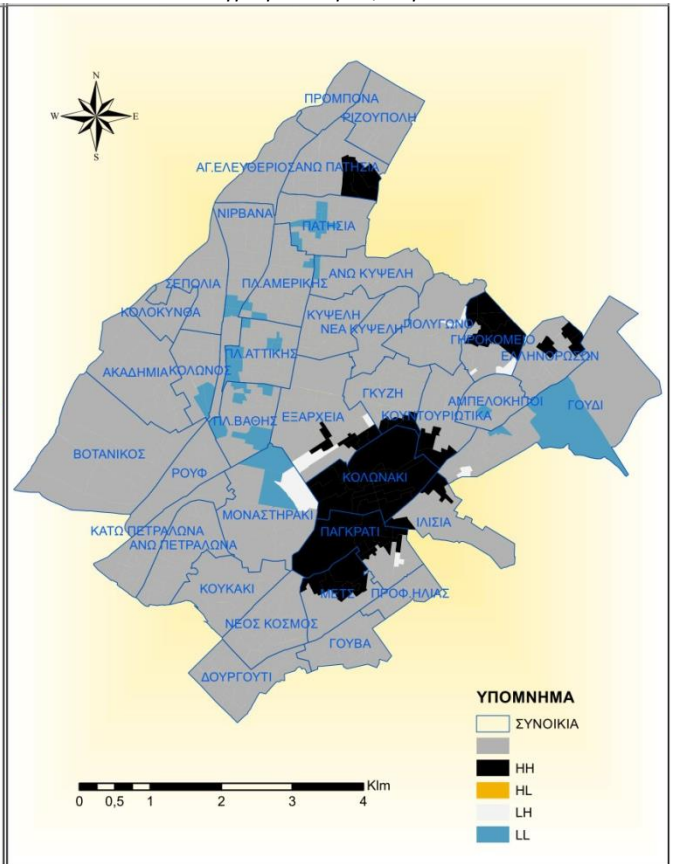 N
W E
S
ΠΡΟΜΠΟΝΑ
ΡΙΖΟΥΠΟΛΗ
ΑΓ.ΕΛΕΥΘΕΡΙΟΣ
ΑΝΩ ΠΑΤΗΣΙΑ
ΝΙΡΒΑΝΑ
ΠΑΤΗΣΙΑ
ΑΝΩ ΚΥΨΕΛΗ
ΣΕΠΟΛΙΑ
ΠΛ.ΑΜΕΡΙΚΗΣ
ΚΟΛΟΚΥΝΘΑ
ΚΥΨΕΛΗ
ΝΕΑ ΚΥΨΕΛΗ
ΠΟΛΥΓΩΝΟ
ΓΗΡΟΚΟΜΕΙΟ
ΕΛΛΗΝΟΡΩΣΩΝ
ΠΛ.ΑΤΤΙΚΗΣ
ΑΚΑΔΗΜΙΑ
ΚΟΛΩΝΟΣ
ΓΚΥΖΗ
ΑΜΠΕΛΟΚΗΠΟΙ
ΓΟΥΔΙ
ΠΛ.ΒΑΘΗΣ
ΕΞΑΡΧΕΙΑ
ΚΟΥΝΤΟΥΡΙΩΤΙΚΑ
ΒΟΤΑΝΙΚΟΣ
ΡΟΥΦ
ΚΟΛΩΝΑΚΙ
ΜΟΝΑΣΤΗΡΑΚΙ
ΙΛΙΣΙΑ
ΚΑΤΩ ΠΕΤΡΑΛΩΝΑ
ΠΑΓΚΡΑΤΙ
ΑΝΩ ΠΕΤΡΑΛΩΝΑ
ΚΟΥΚΑΚΙ
ΜΕΤΣ
ΠΡΟΦ.ΗΛΙΑΣ
ΝΕΟΣ ΚΟΣΜΟΣ
ΓΟΥΒΑ
ΔΟΥΡΓΟΥΤΙ
ΥΠΟΜΝΗΜΑ
ΣΥΝΟΙΚΙΑ
HH
HL
LH
LL
Klm
0 0,5 1 2 3 4